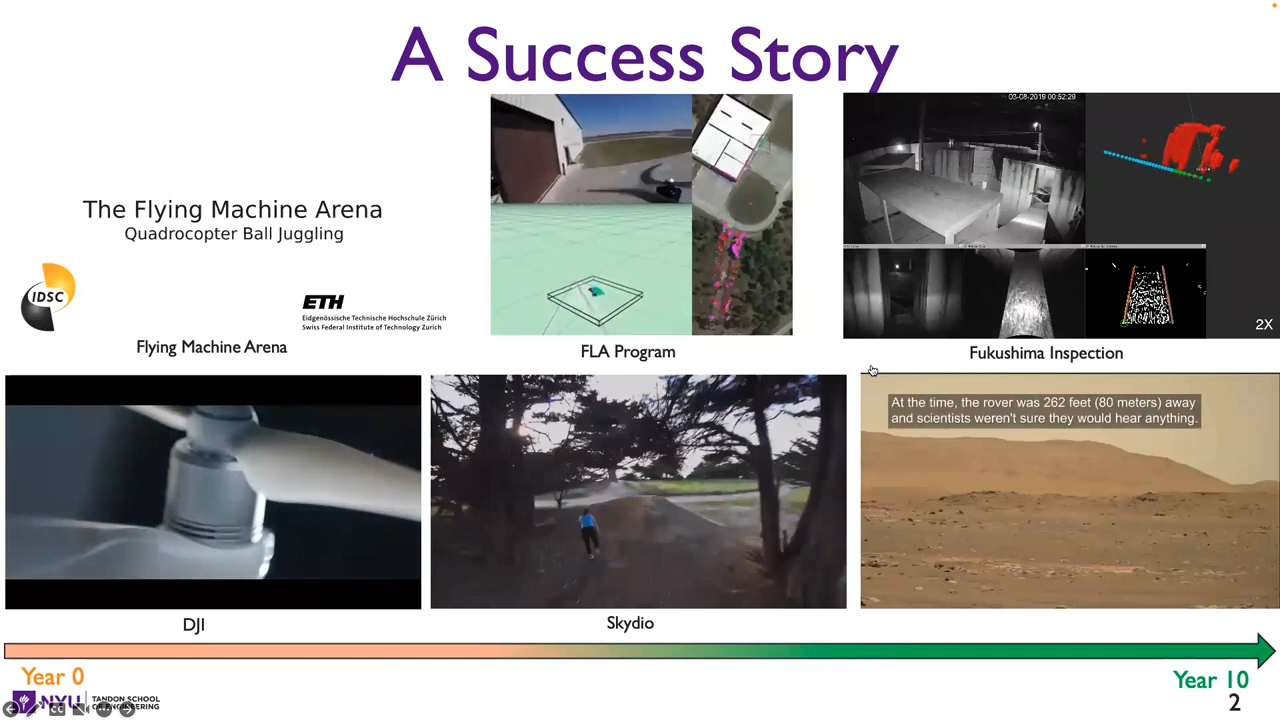 A Success Story
The Flying Machine Arena
Quadrocopter Ball Juggling
IDSC
ETH
Eidgenössische Technische Hochschule Zürich
Swiss Federal Institute of Technology Zurich
Flying Machine Arena
FLA Program
03-08-2019 00:52:29
2X
Fukushima Inspection
At the time, the rover was 262 feet (80 meters) away
and scientists weren't sure they would hear anything.
DJI
Skydio
Year 0
Year 10
NYU
TANDON SCHOOL
OF ENGINEERING
CC
2